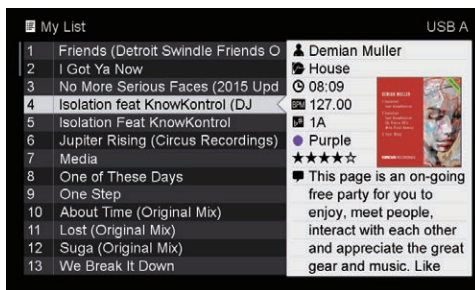 My List
USB A
1 Friends (Detroit Swindle Friends O
2 I Got Ya Now
3 No More Serious Faces (2015 Upd
4 Isolation feat KnowKontrol (DJ
5 Isolation Feat KnowKontrol
6 Jupiter Rising (Circus Recordings)
7 Media
8 One of These Days
9 One Step
10 About Time (Original Mix)
11 Lost (Original Mix)
12 Suga (Original Mix)
13 We Break It Down
Demian Muller
House
08:09
BPM 127.00
1A
Purple
★★★★☆
This page is an on-going
free party for you to
enjoy, meet people,
interact with each other
and appreciate the great
gear and music. Like
DEMIAN MULLER